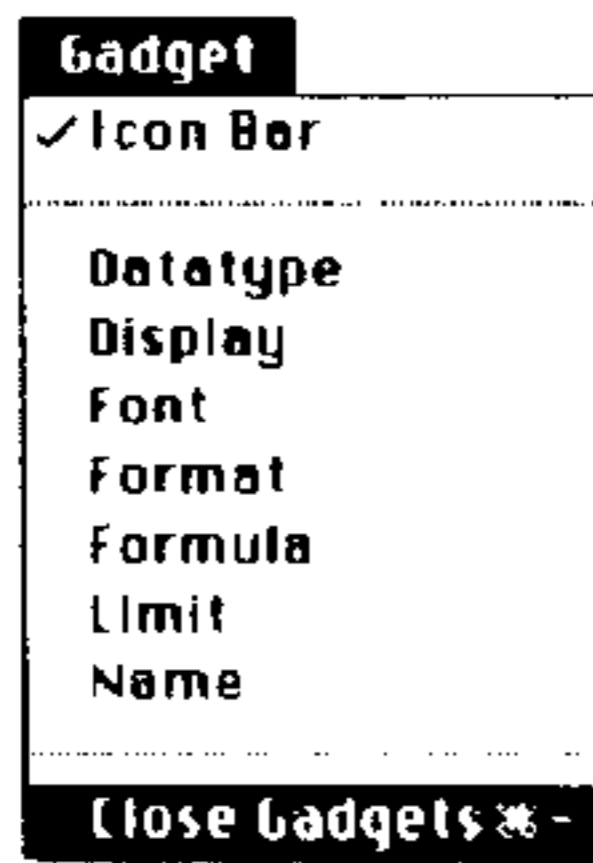 Gadget
✓Icon Bar
Datatype
Display
Font
Format
Formula
Limit
Name
Close Gadgets ⌘ -